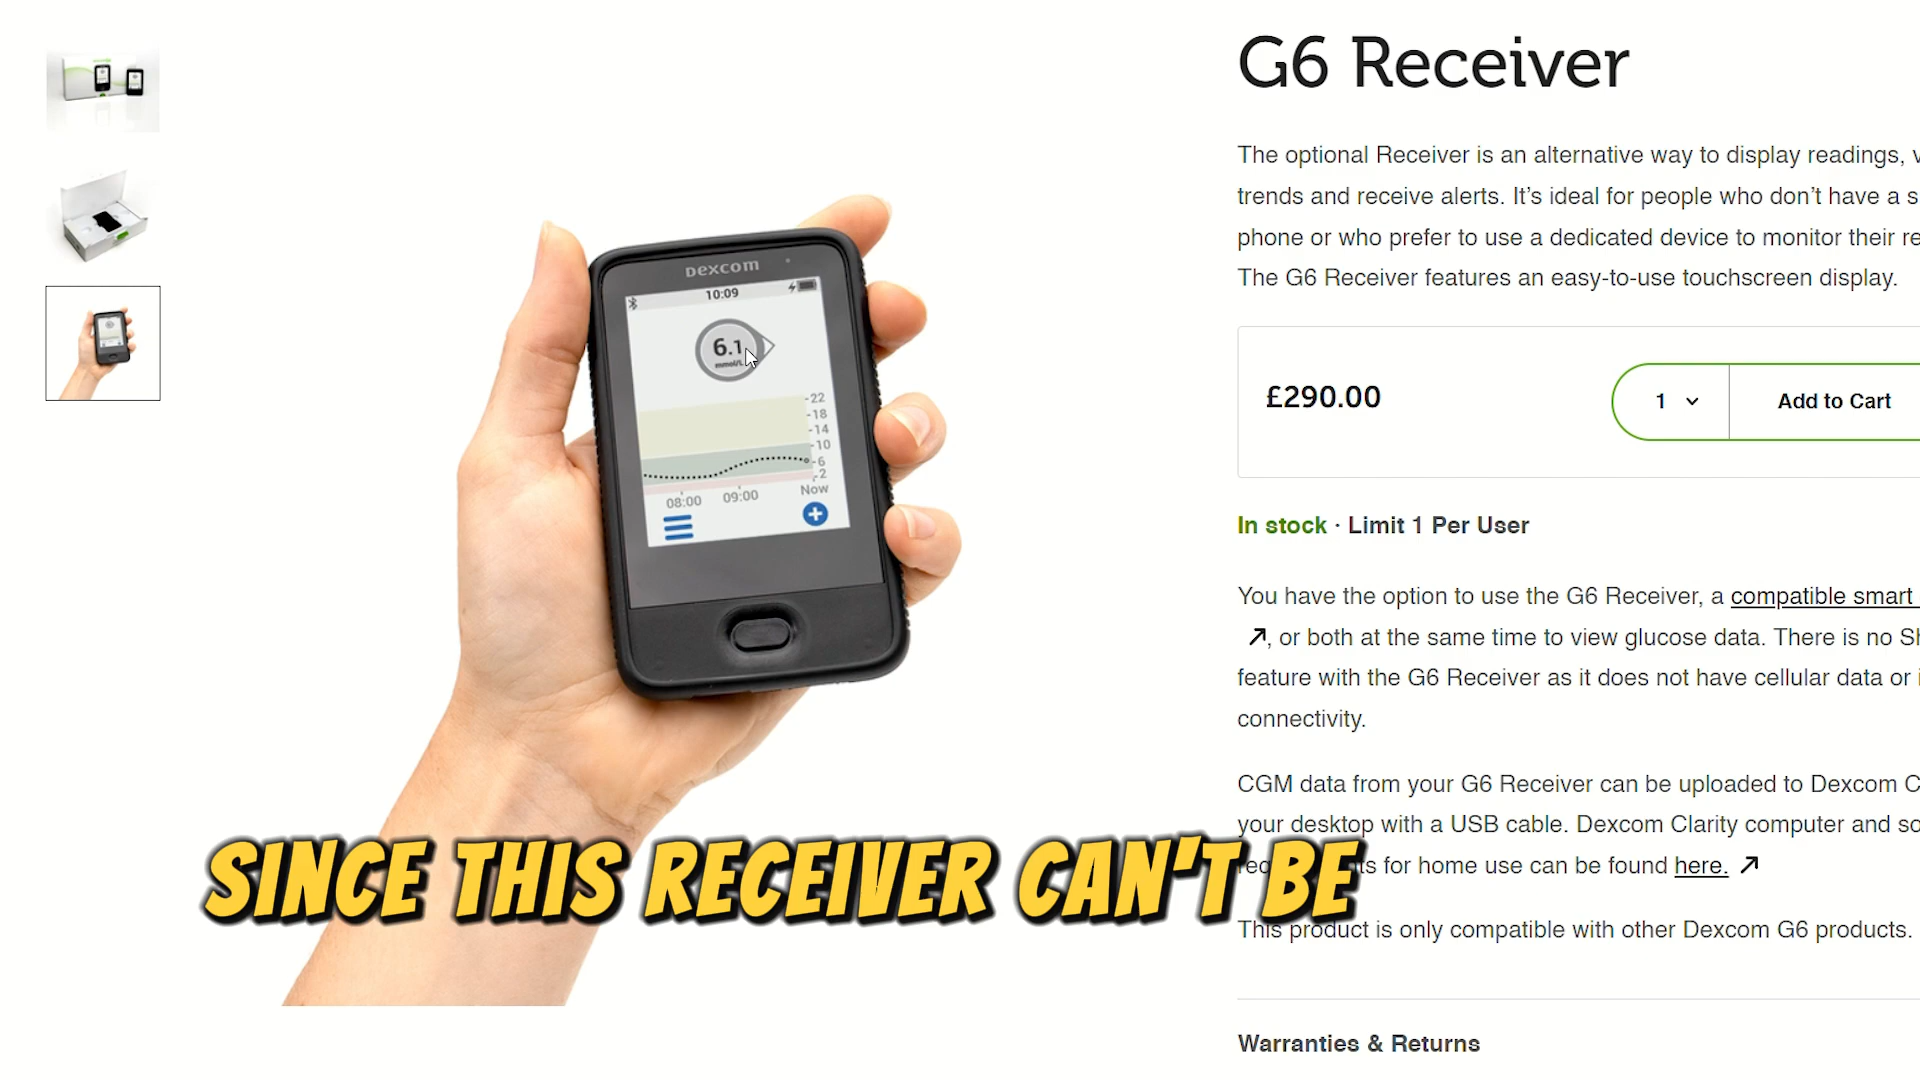 G6 Receiver
The optional Receiver is an alternative way to display readings,
trends and receive alerts. It's ideal for people who don't have a
phone or who prefer to use a dedicated device to monitor their
The G6 Receiver features an easy-to-use touchscreen display.
£290.00
1
Add to Cart
In stock · Limit 1 Per User
You have the option to use the G6 Receiver, a compatible smart
, or both at the same time to view glucose data. There is no
feature with the G6 Receiver as it does not have cellular data or
connectivity.
CGM data from your G6 Receiver can be uploaded to Dexcom
your desktop with a USB cable. Dexcom Clarity computer and
for home use can be found here.
This product is only compatible with other Dexcom G6 products.
Warranties & Returns
Dexcom
10:09
6.1
mmol/L
22
18
14
10
6
2
08:00 09:00 Now
SINCE THIS RECEIVER CAN'T BE